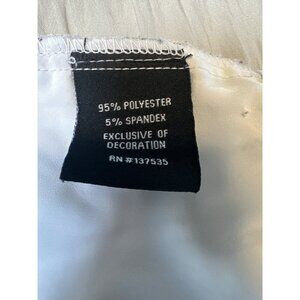 95% POLYESTER
5% SPANDEX
EXCLUSIVE OF
DECORATION
RN #137535